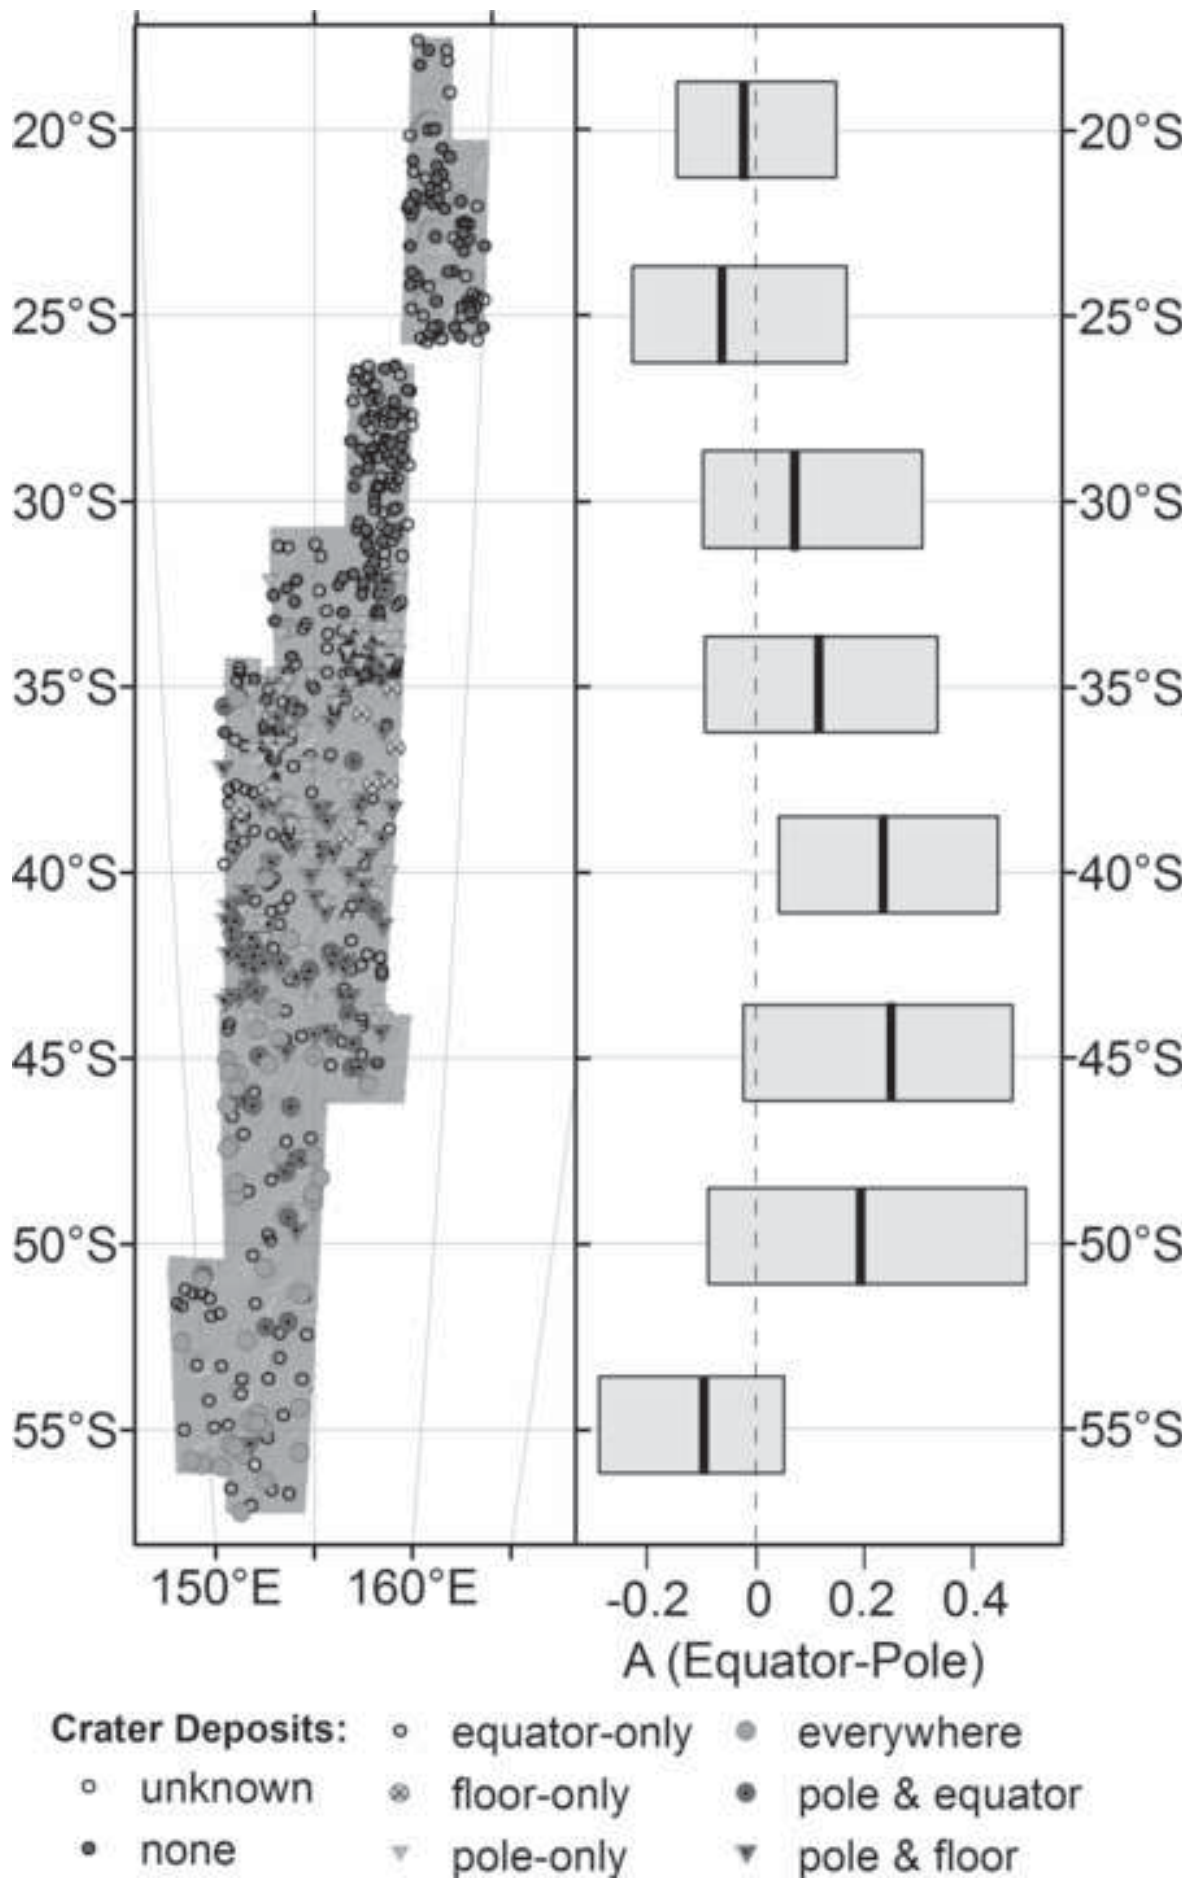 20°S 20°S
25°S 25°S
30°S 30°S
35°S 35°S
40°S 40°S
45°S 45°S
50°S 50°S
55°S 55°S
150°E 160°E -0.2 0 0.2 0.4
A (Equator-Pole)
Crater Deposits: equator-only everywhere
unknown floor-only pole & equator
none pole-only pole & floor